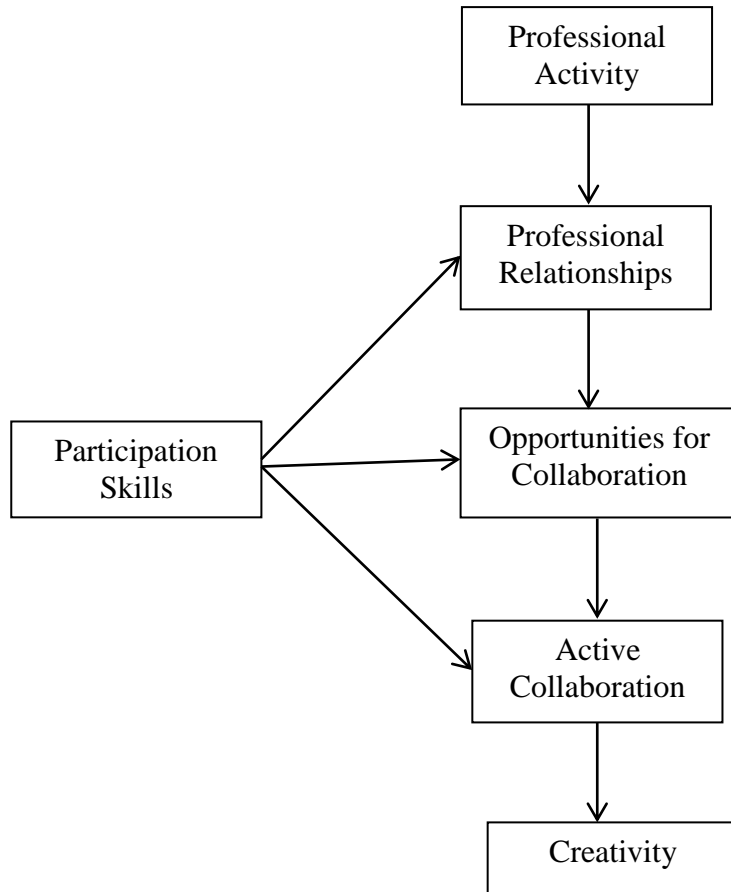 Professional
Activity
Professional
Relationships
Opportunities for
Collaboration
Participation
Skills
Active
Collaboration
Creativity